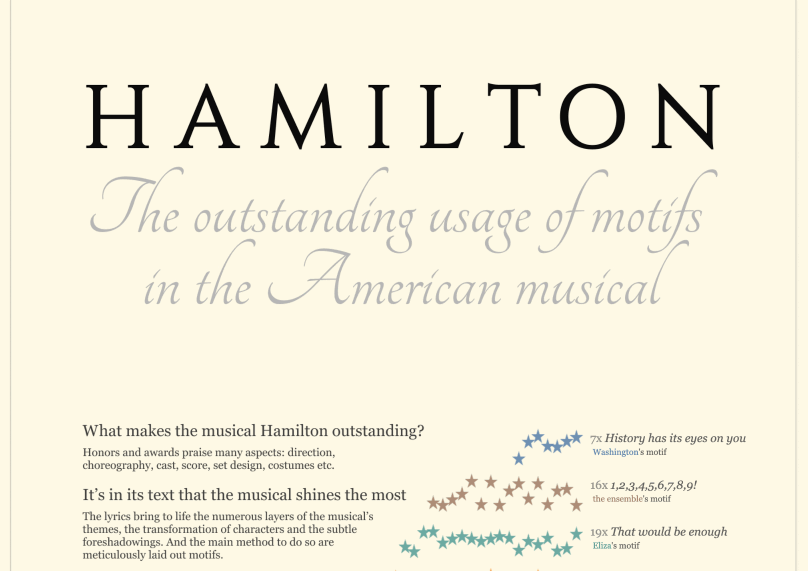 HAMILTON
The outstanding usage of motifs
in the American musical
What makes the musical Hamilton outstanding?
Honors and awards praise many aspects: direction,
choreography, cast, score, set design, costumes etc.
It's in its text that the musical shines the most
The lyrics bring to life the numerous layers of the musical's
themes, the transformation of characters and the subtle
foreshadowings. And the main method to do so are
meticulously laid out motifs.
7x History has its eyes on you
Washington's motif
16x 1,2,3,4,5,6,7,8,9!
the ensemble's motif
19x That would be enough
Eliza's motif